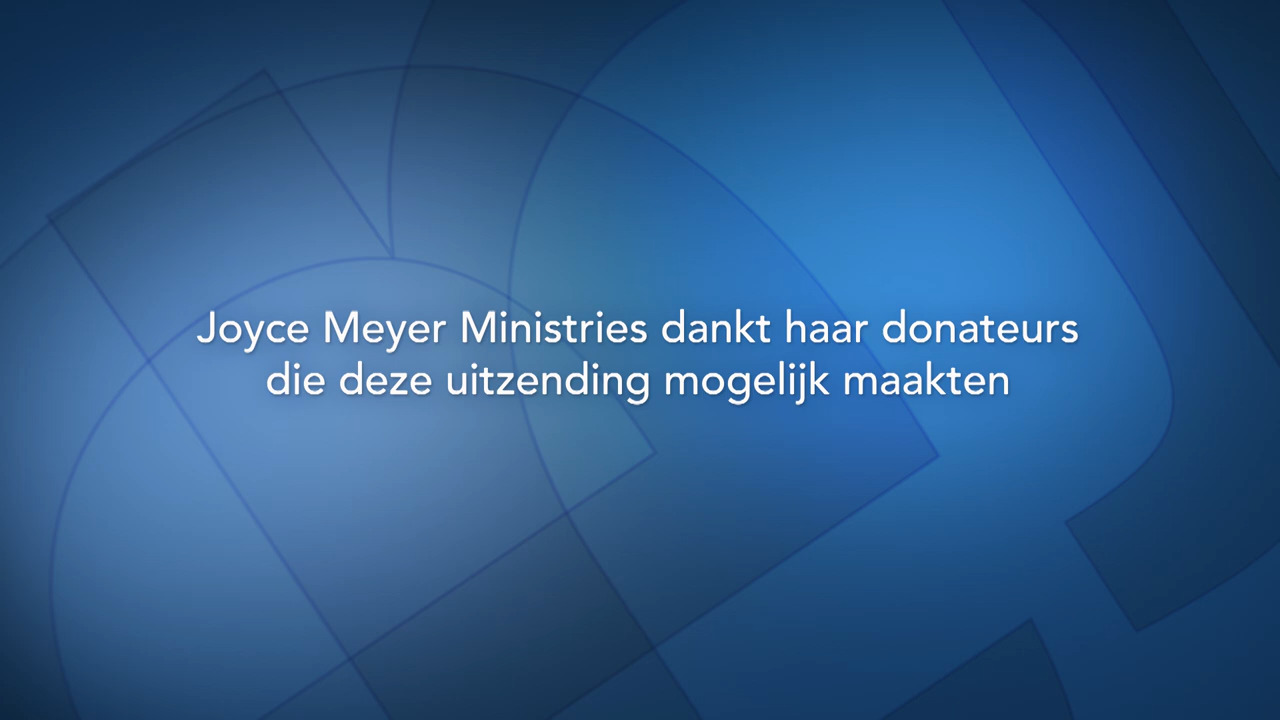 Joyce Meyer Ministries dankt haar donateurs
die deze uitzending mogelijk maakten